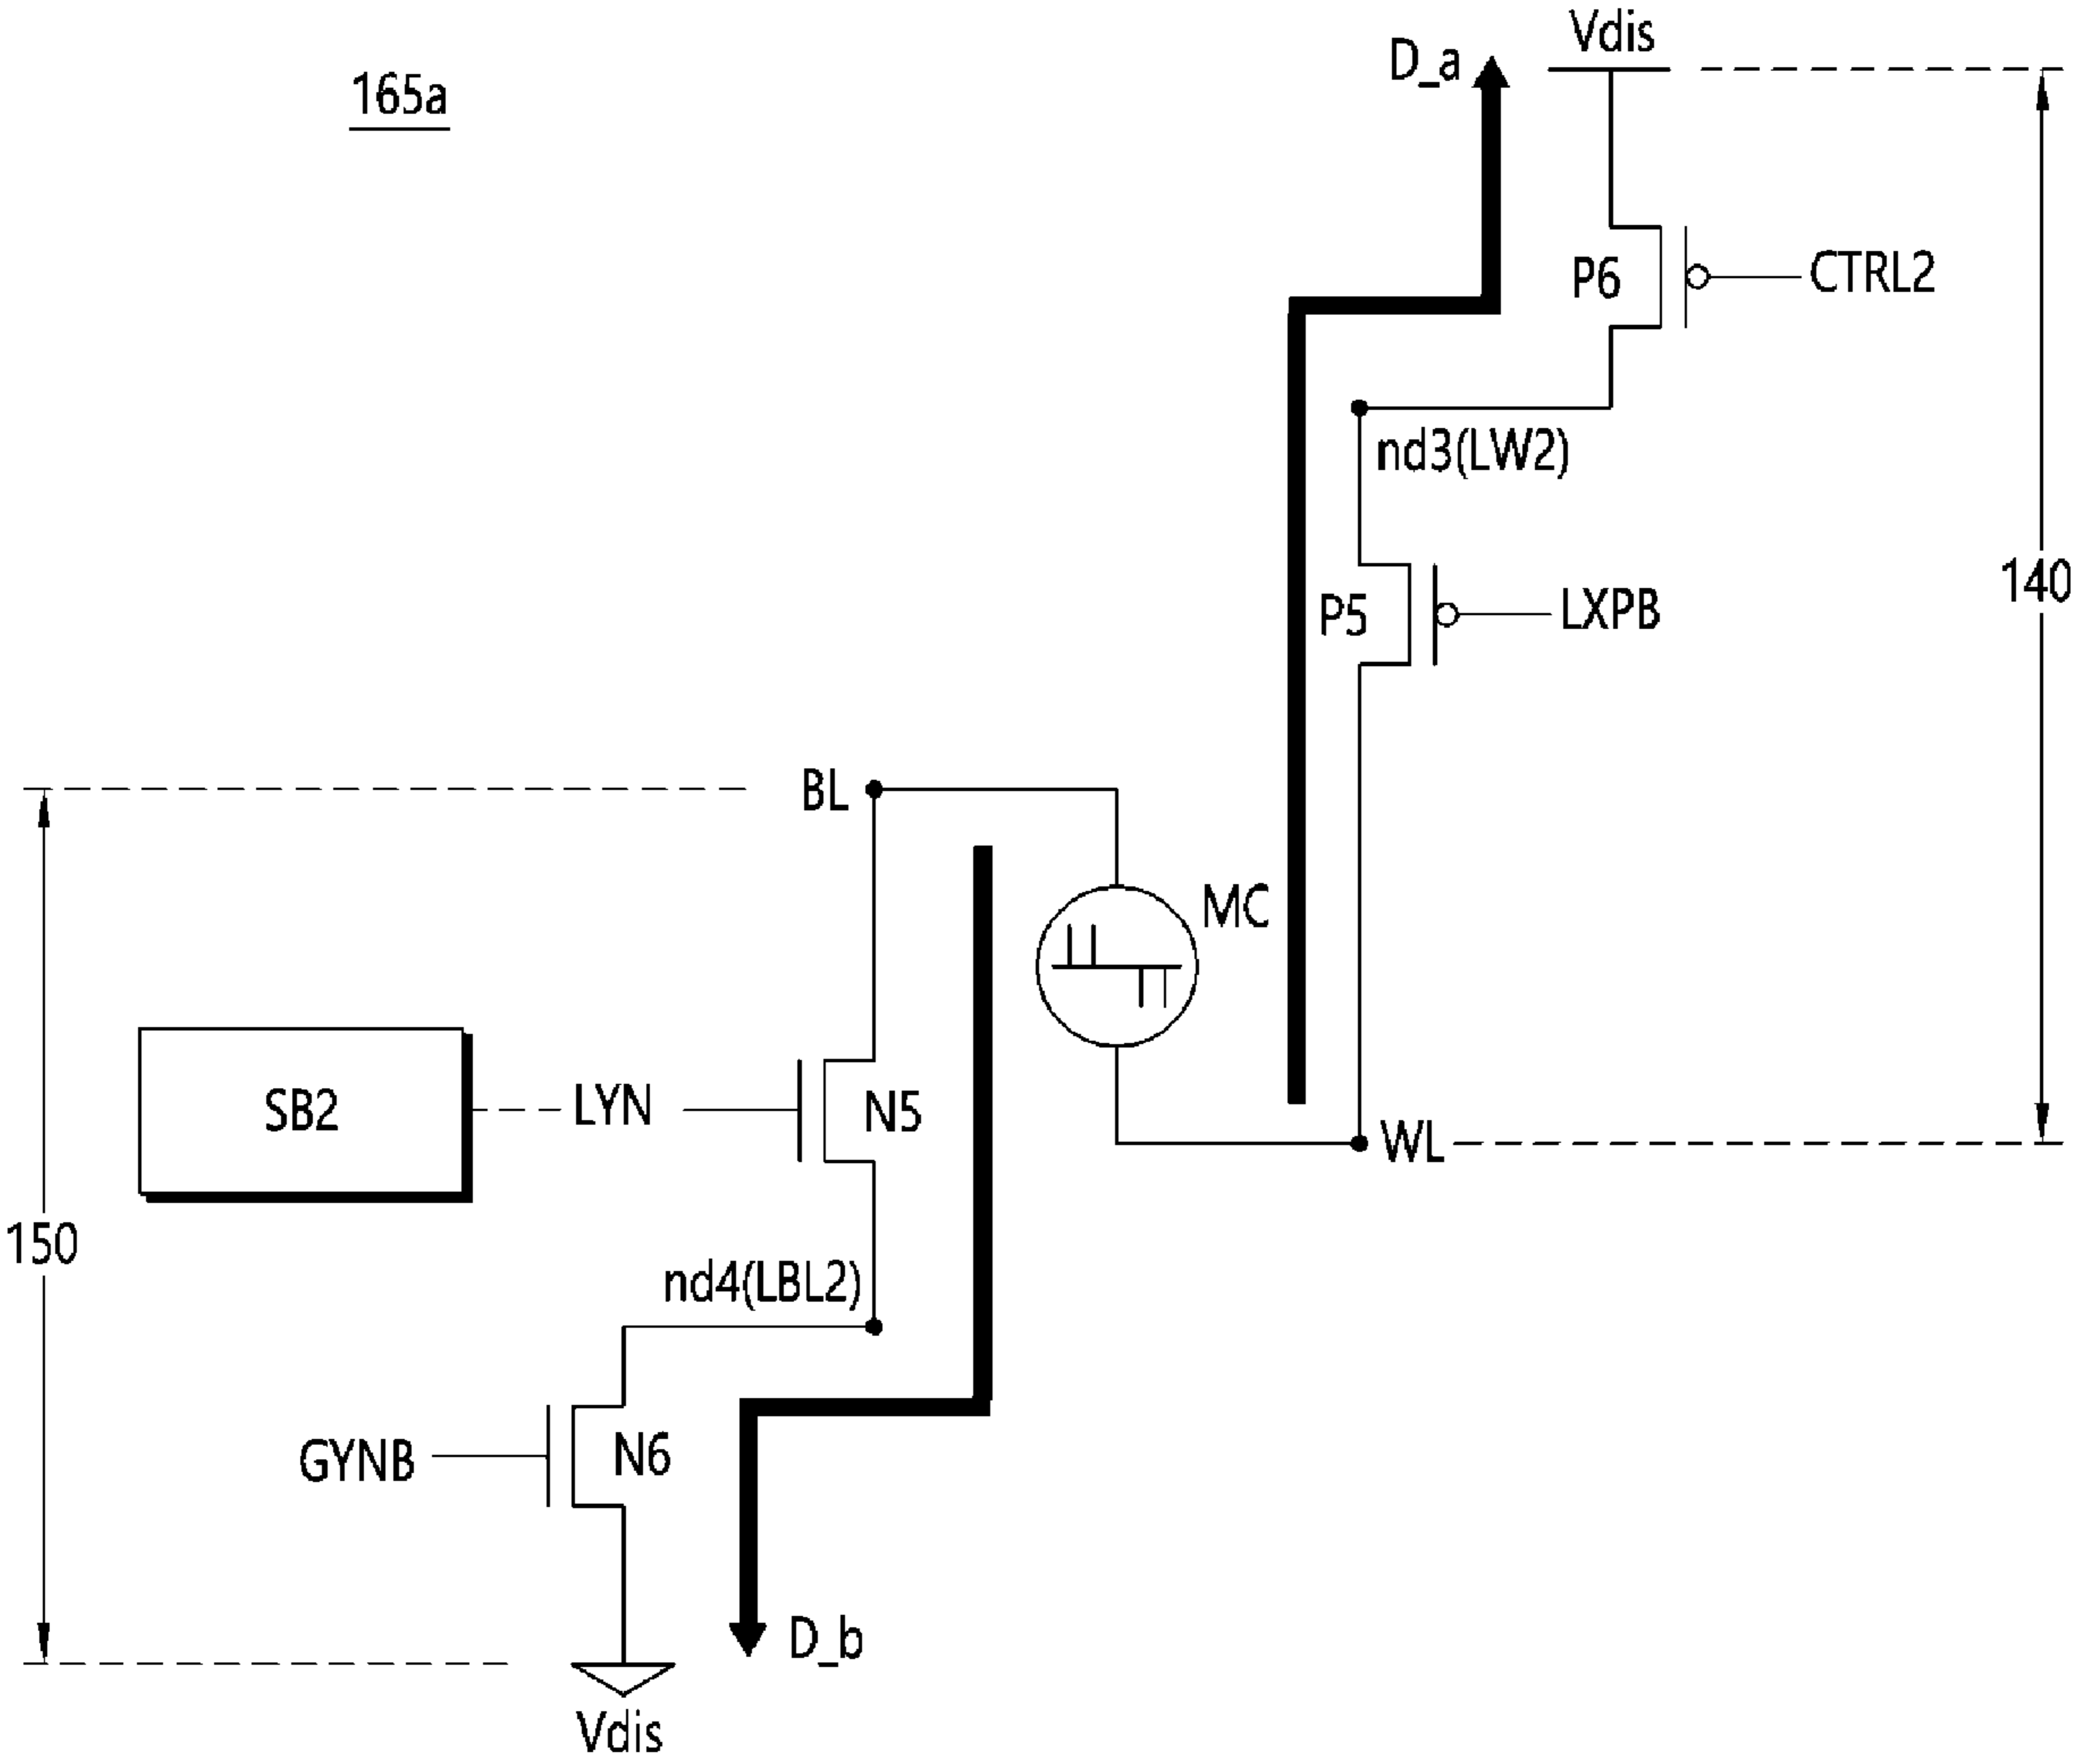 Vdis
D_a
165a
P6
CTRL2
nd3(LW2)
140
P5
LXPB
BL
MC
SB2
LYN
N5
WL
150
nd4(LBL2)
GYNB
N6
D_b
Vdis